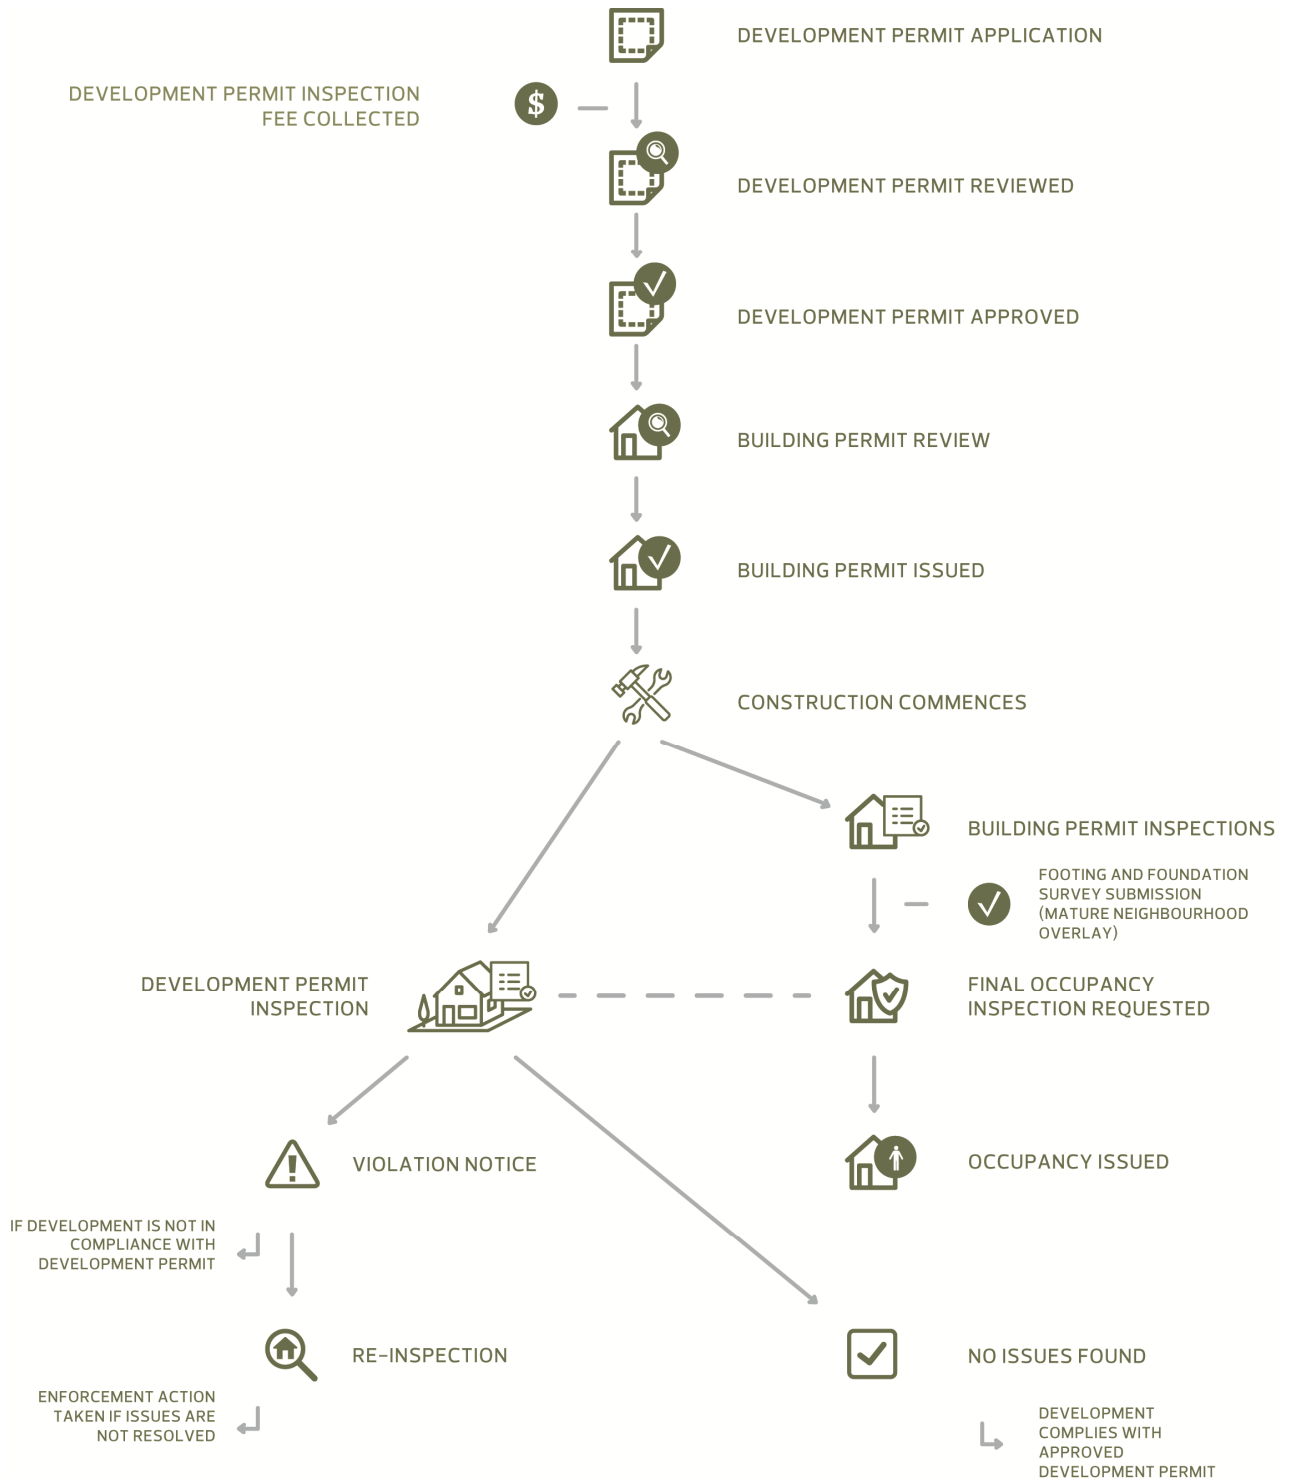 DEVELOPMENT PERMIT APPLICATION
DEVELOPMENT PERMIT INSPECTION
FEE COLLECTED
$
DEVELOPMENT PERMIT REVIEWED
DEVELOPMENT PERMIT APPROVED
BUILDING PERMIT REVIEW
BUILDING PERMIT ISSUED
CONSTRUCTION COMMENCES
BUILDING PERMIT INSPECTIONS
FOOTING AND FOUNDATION
SURVEY SUBMISSION
(MATURE NEIGHBOURHOOD
OVERLAY)
DEVELOPMENT PERMIT
INSPECTION
FINAL OCCUPANCY
INSPECTION REQUESTED
VIOLATION NOTICE
OCCUPANCY ISSUED
IF DEVELOPMENT IS NOT IN
COMPLIANCE WITH
DEVELOPMENT PERMIT
RE-INSPECTION
NO ISSUES FOUND
ENFORCEMENT ACTION
TAKEN IF ISSUES ARE
NOT RESOLVED
DEVELOPMENT
COMPLIES WITH
APPROVED
DEVELOPMENT PERMIT